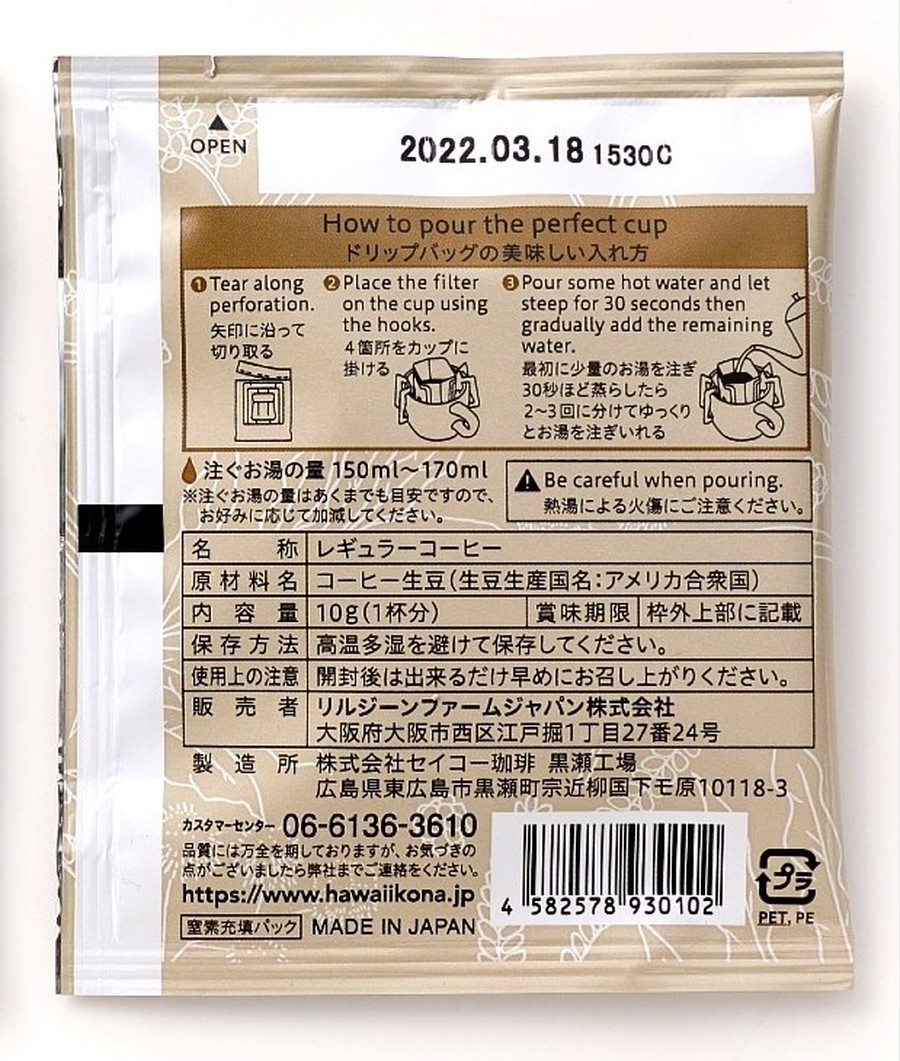 OPEN
2022.03.18 1530C
How to pour the perfect cup
ドリップバッグの美味しい入れ方
1 Tear along
perforation.
矢印に沿って
切り取る
2 Place the filter
on the cup using
the hooks.
4箇所をカップに
掛ける
3 Pour some hot water and let
steep for 30 seconds then
gradually add the remaining
water.
最初に少量のお湯を注ぎ
30秒ほど蒸らしたら
2~3回に分けてゆっくり
とお湯を注ぎいれる
注ぐお湯の量 150ml〜170ml
※注ぐお湯の量はあくまでも目安ですので、
お好みに応じて加減してください。
Be careful when pouring.
熱湯による火傷にご注意ください。
名称 レギュラーコーヒー
原材料名 コーヒー生豆(生豆生産国名:アメリカ合衆国)
内容量 10g(1杯分) 賞味期限 枠外上部に記載
保存方法 高温多湿を避けて保存してください。
使用上の注意 開封後は出来るだけ早めにお召し上がりください。
販売者 リルジーンファームジャパン株式会社
大阪府大阪市西区江戸堀1丁目27番24号
製造所 株式会社セイコー珈琲 黒瀬工場
広島県東広島市黒瀬町宗近柳国下モ原10118-3
カスタマーセンター 06-6136-3610
品質には万全を期しておりますが、お気づきの
点がございましたら弊社までご連絡をください。
https://www.hawaiikona.jp
窒素充填パック MADE IN JAPAN
4 582578 930102
プラ
PET, PE